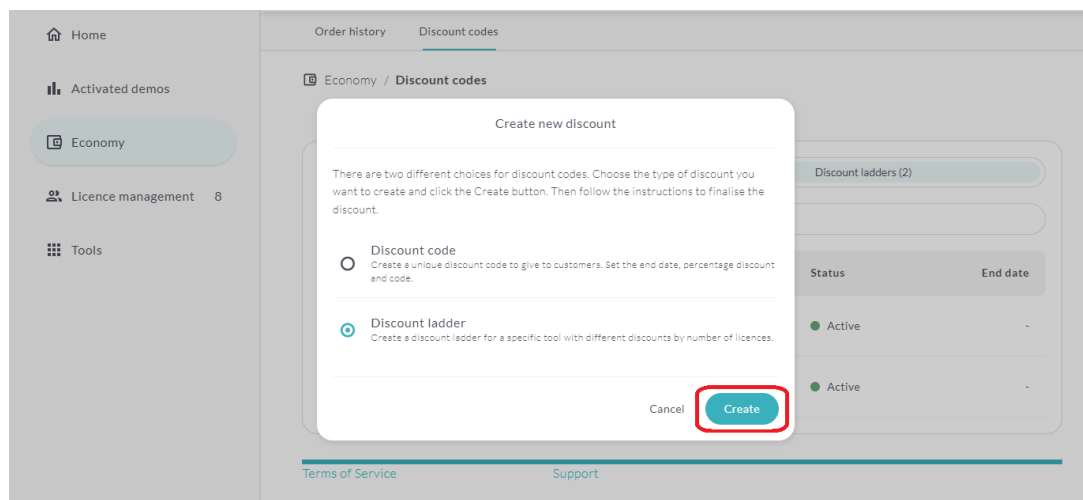 Home
Activated demos
Economy
Licence management 8
Tools
Order history Discount codes
Economy / Discount codes
Create new discount
There are two different choices for discount codes. Choose the type of discount you
want to create and click the Create button. Then follow the instructions to finalise the
discount.
Discount code
Create a unique discount code to give to customers. Set the end date, percentage discount
and code.
Discount ladder
Create a discount ladder for a specific tool with different discounts by number of licences.
Cancel Create
Discount ladders (2)
Status End date
Active -
Active -
Terms of Service Support